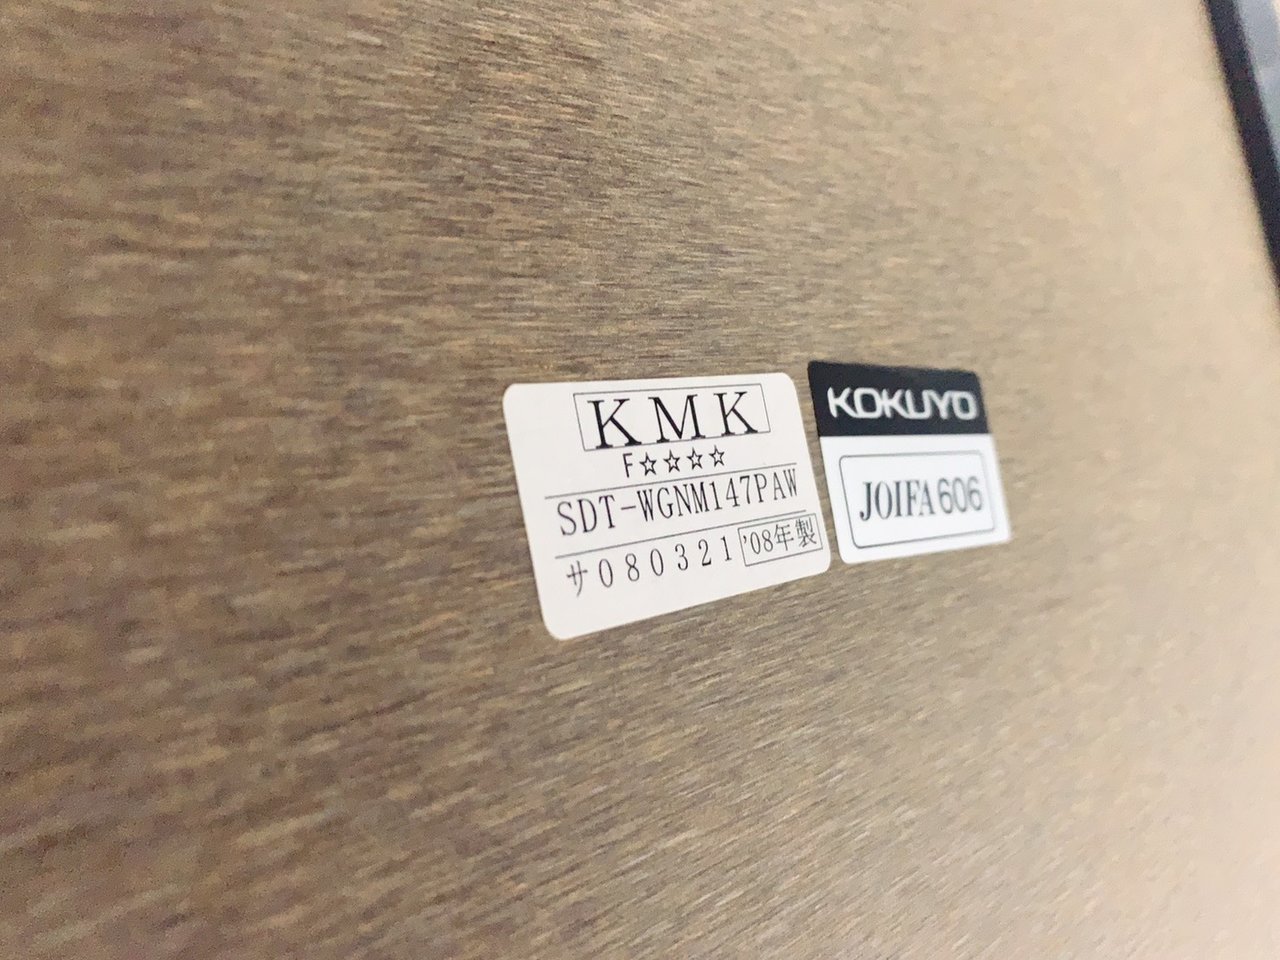 KMK
F☆☆☆☆
SDT-WGNM147PAW
サ080321 '08年製
KOKUYO
JOIFA606